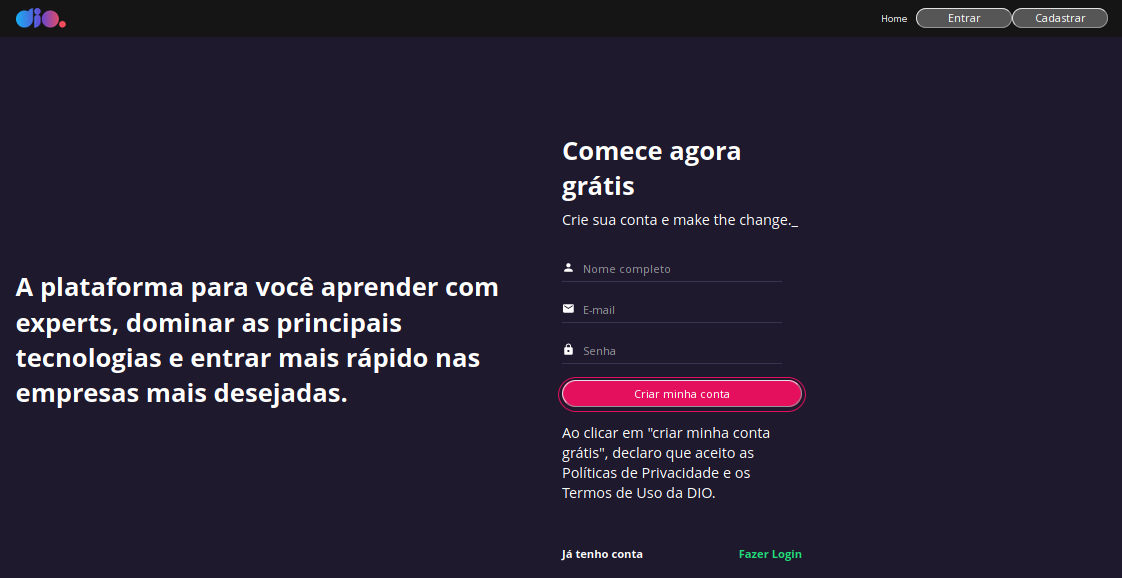 dio.
Home
Entrar
Cadastrar
A plataforma para você aprender com
experts, dominar as principais
tecnologias e entrar mais rápido nas
empresas mais desejadas.
Comece agora
grátis
Crie sua conta e make the change._
Nome completo
E-mail
Senha
Criar minha conta
Ao clicar em "criar minha conta
grátis", declaro que aceito as
Políticas de Privacidade e os
Termos de Uso da DIO.
Já tenho conta
Fazer Login